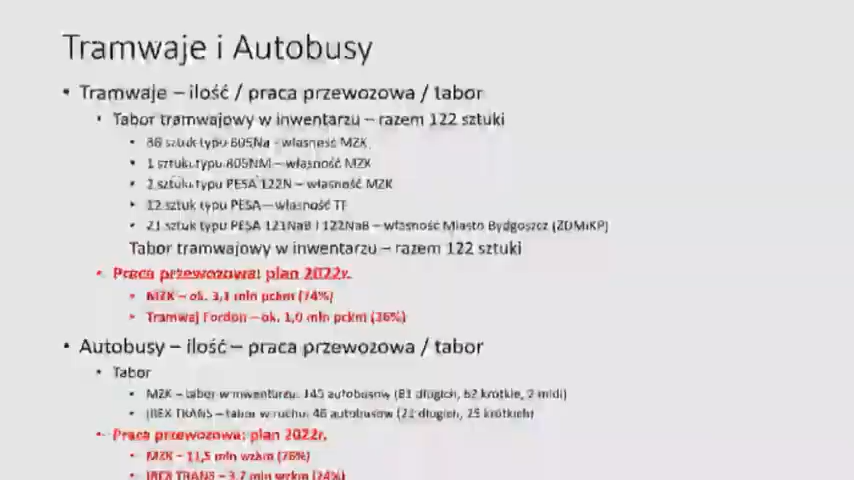 Tramwaje i Autobusy
• Tramwaje – ilość / praca przewozowa / tabor
• Tabor tramwajowy w inwentarzu – razem 122 sztuki
• 86 sztuk typu 805Na - własność MZK
• 1 sztuka typu 805NM – własność MZK
• 2 sztuki typu PESA 122N – własność MZK
• 12 sztuk typu PESA – własność TF
• 21 sztuk typu PESA 121NaB i 122NaB – własność Miasto Bydgoszcz (ZDMiKP)
Tabor tramwajowy w inwentarzu – razem 122 sztuki
• Praca przewozowa: plan 2022r.
• MZK – ok. 3,1 mln pckm (74%)
• Tramwaj Fordon – ok. 1,0 mln pckm (26%)
• Autobusy – ilość – praca przewozowa / tabor
• Tabor
• MZK – tabor w inwentarzu: 145 autobusów (81 długich, 62 krótkie, 2 midi)
• IREX TRANS – tabor w ruchu: 46 autobusów (21 długich, 25 krótkich)
• Praca przewozowa: plan 2022r.
• MZK – 11,5 mln wzkm (76%)
• IREX TRANS – 3,7 mln wzkm (24%)